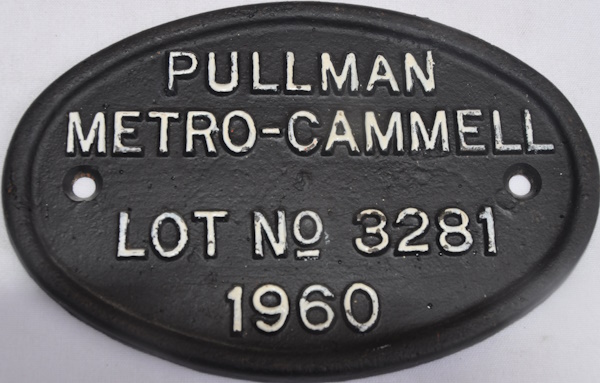 PULLMAN
METRO-CAMMELL
LOT Nº 3281
1960